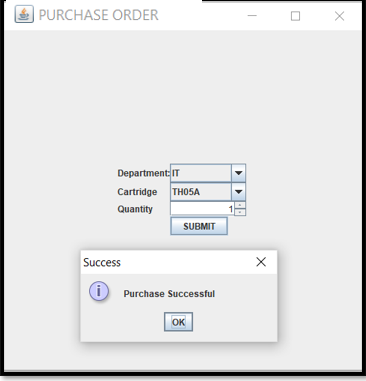 PURCHASE ORDER
Department: IT
Cartridge TH05A
Quantity 1
SUBMIT
Success
i Purchase Successful
OK